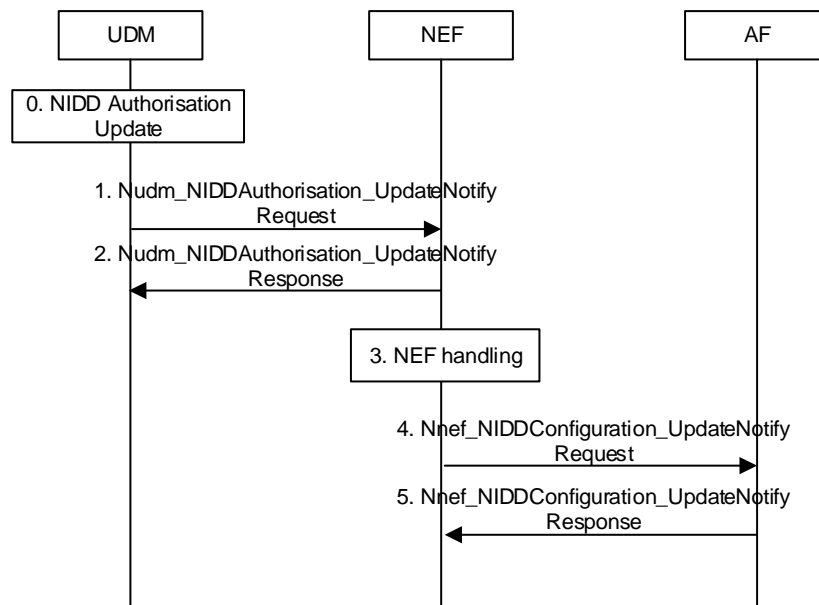 UDM
NEF
AF
0. NIDD Authorisation
Update
1. Nudm_NIDDAuthorisation_UpdateNotify
Request
2. Nudm_NIDDAuthorisation_UpdateNotify
Response
3. NEF handling
4. Nnef_NIDDConfiguration_UpdateNotify
Request
5. Nnef_NIDDConfiguration_UpdateNotify
Response